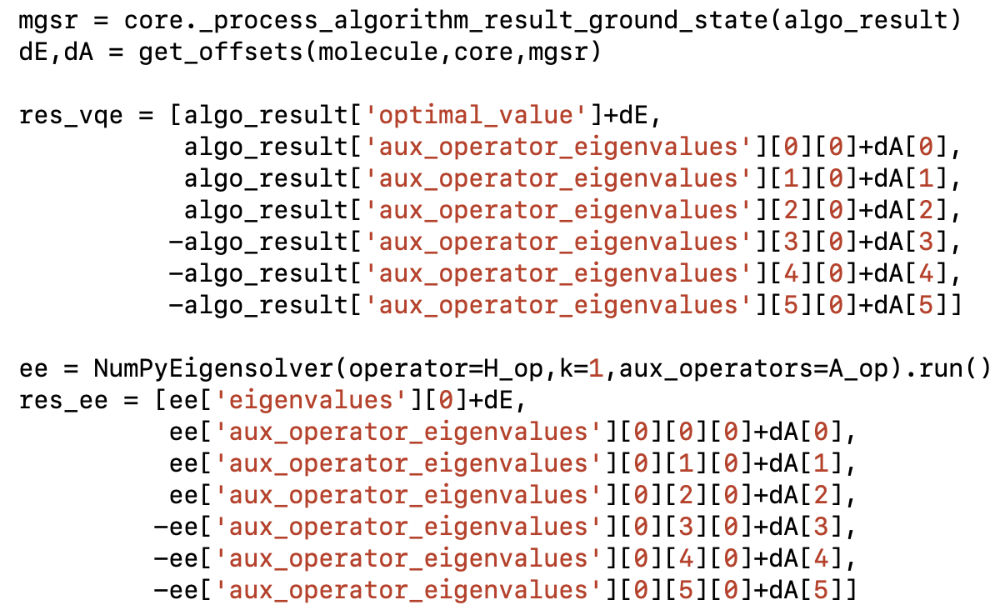 mgsr = core._process_algorithm_result_ground_state(algo_result)
dE,dA = get_offsets(molecule,core,mgsr)

res_vqe = [algo_result['optimal_value']+dE,
           algo_result['aux_operator_eigenvalues'][0][0]+dA[0],
           algo_result['aux_operator_eigenvalues'][1][0]+dA[1],
           algo_result['aux_operator_eigenvalues'][2][0]+dA[2],
          −algo_result['aux_operator_eigenvalues'][3][0]+dA[3],
          −algo_result['aux_operator_eigenvalues'][4][0]+dA[4],
          −algo_result['aux_operator_eigenvalues'][5][0]+dA[5]]

ee = NumPyEigensolver(operator=H_op,k=1,aux_operators=A_op).run()
res_ee = [ee['eigenvalues'][0]+dE,
          ee['aux_operator_eigenvalues'][0][0][0]+dA[0],
          ee['aux_operator_eigenvalues'][0][1][0]+dA[1],
          ee['aux_operator_eigenvalues'][0][2][0]+dA[2],
         −ee['aux_operator_eigenvalues'][0][3][0]+dA[3],
         −ee['aux_operator_eigenvalues'][0][4][0]+dA[4],
         −ee['aux_operator_eigenvalues'][0][5][0]+dA[5]]